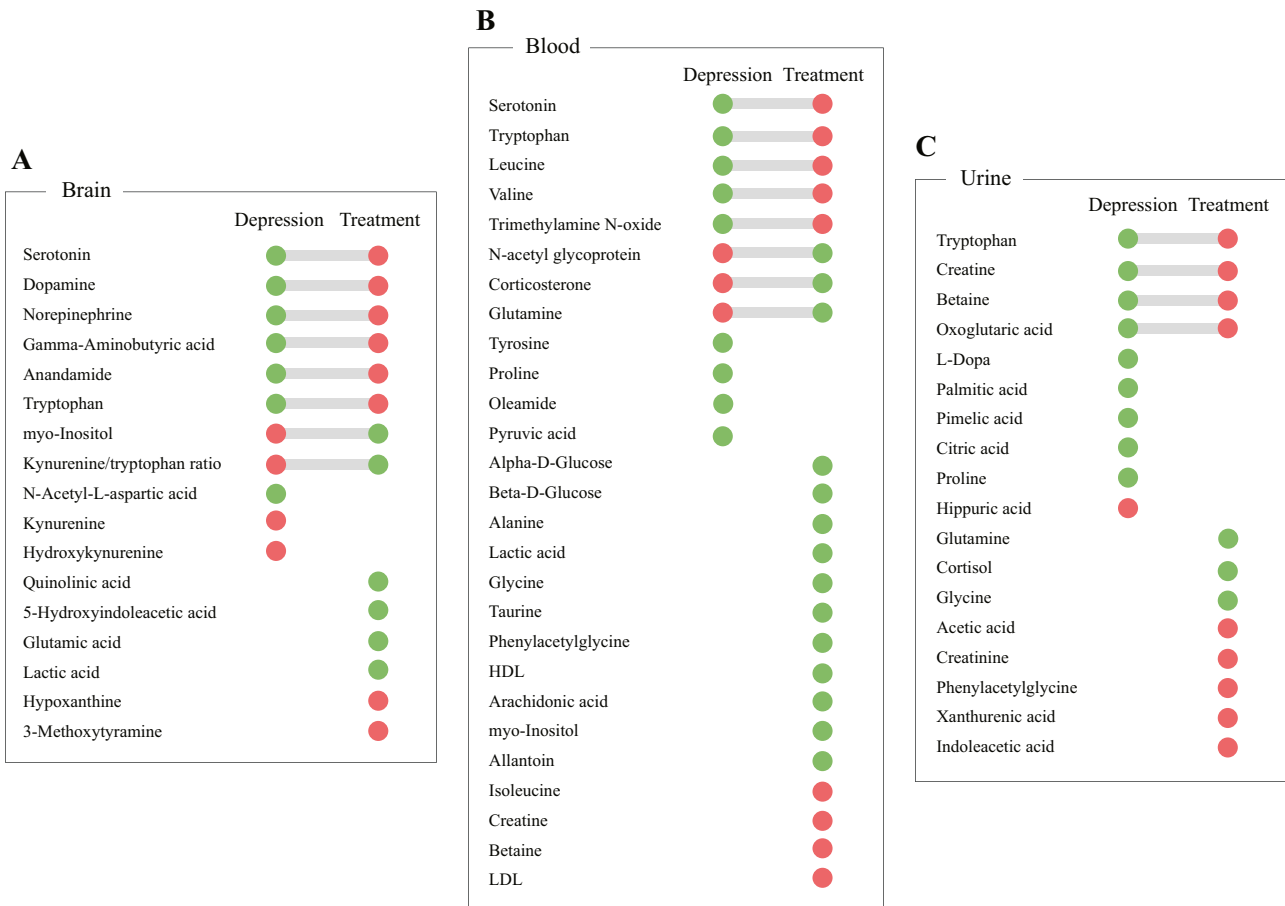 A
Brain
Depression Treatment
Serotonin
Dopamine
Norepinephrine
Gamma-Aminobutyric acid
Anandamide
Tryptophan
myo-Inositol
Kynurenine/tryptophan ratio
N-Acetyl-L-aspartic acid
Kynurenine
Hydroxykynurenine
Quinolinic acid
5-Hydroxyindoleacetic acid
Glutamic acid
Lactic acid
Hypoxanthine
3-Methoxytyramine
B
Blood
Depression Treatment
Serotonin
Tryptophan
Leucine
Valine
Trimethylamine N-oxide
N-acetyl glycoprotein
Corticosterone
Glutamine
Tyrosine
Proline
Oleamide
Pyruvic acid
Alpha-D-Glucose
Beta-D-Glucose
Alanine
Lactic acid
Glycine
Taurine
Phenylacetylglycine
HDL
Arachidonic acid
myo-Inositol
Allantoin
Isoleucine
Creatine
Betaine
LDL
C
Urine
Depression Treatment
Tryptophan
Creatine
Betaine
Oxoglutaric acid
L-Dopa
Palmitic acid
Pimelic acid
Citric acid
Proline
Hippuric acid
Glutamine
Cortisol
Glycine
Acetic acid
Creatinine
Phenylacetylglycine
Xanthurenic acid
Indoleacetic acid